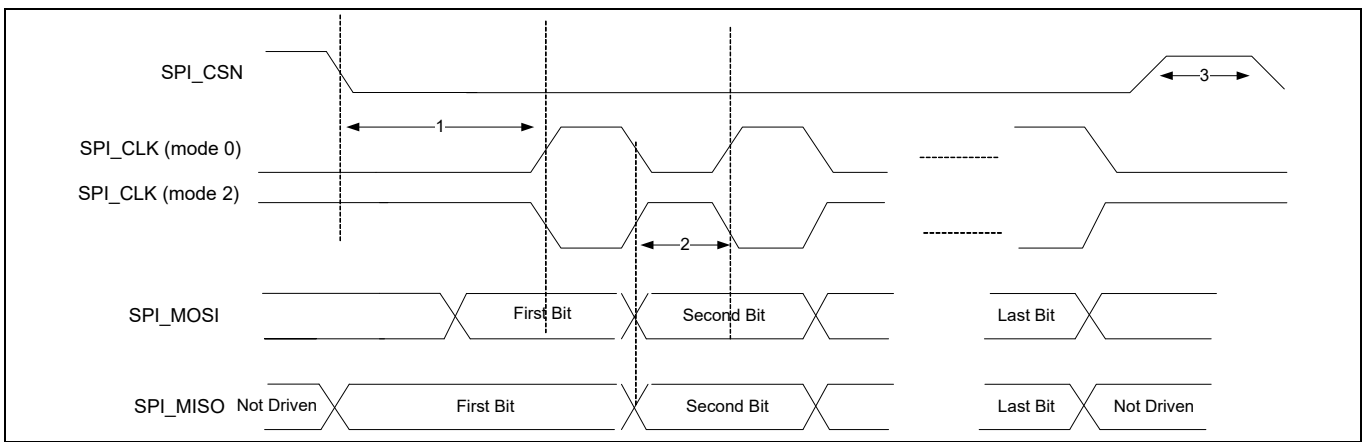 SPI_CSN
3
1
SPI_CLK (mode 0)
SPI_CLK (mode 2)
2
SPI_MOSI First Bit Second Bit Last Bit
SPI_MISO Not Driven First Bit Second Bit Last Bit Not Driven